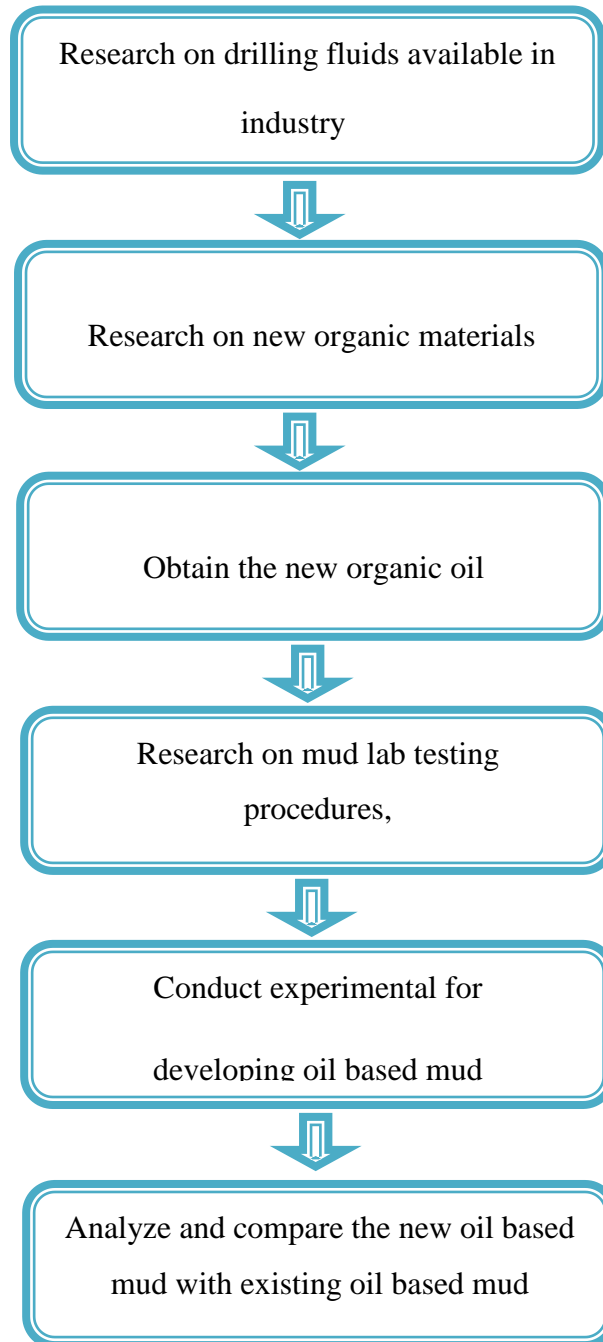 Research on drilling fluids available in
industry
Research on new organic materials
Obtain the new organic oil
Research on mud lab testing
procedures,
Conduct experimental for
developing oil based mud
Analyze and compare the new oil based
mud with existing oil based mud